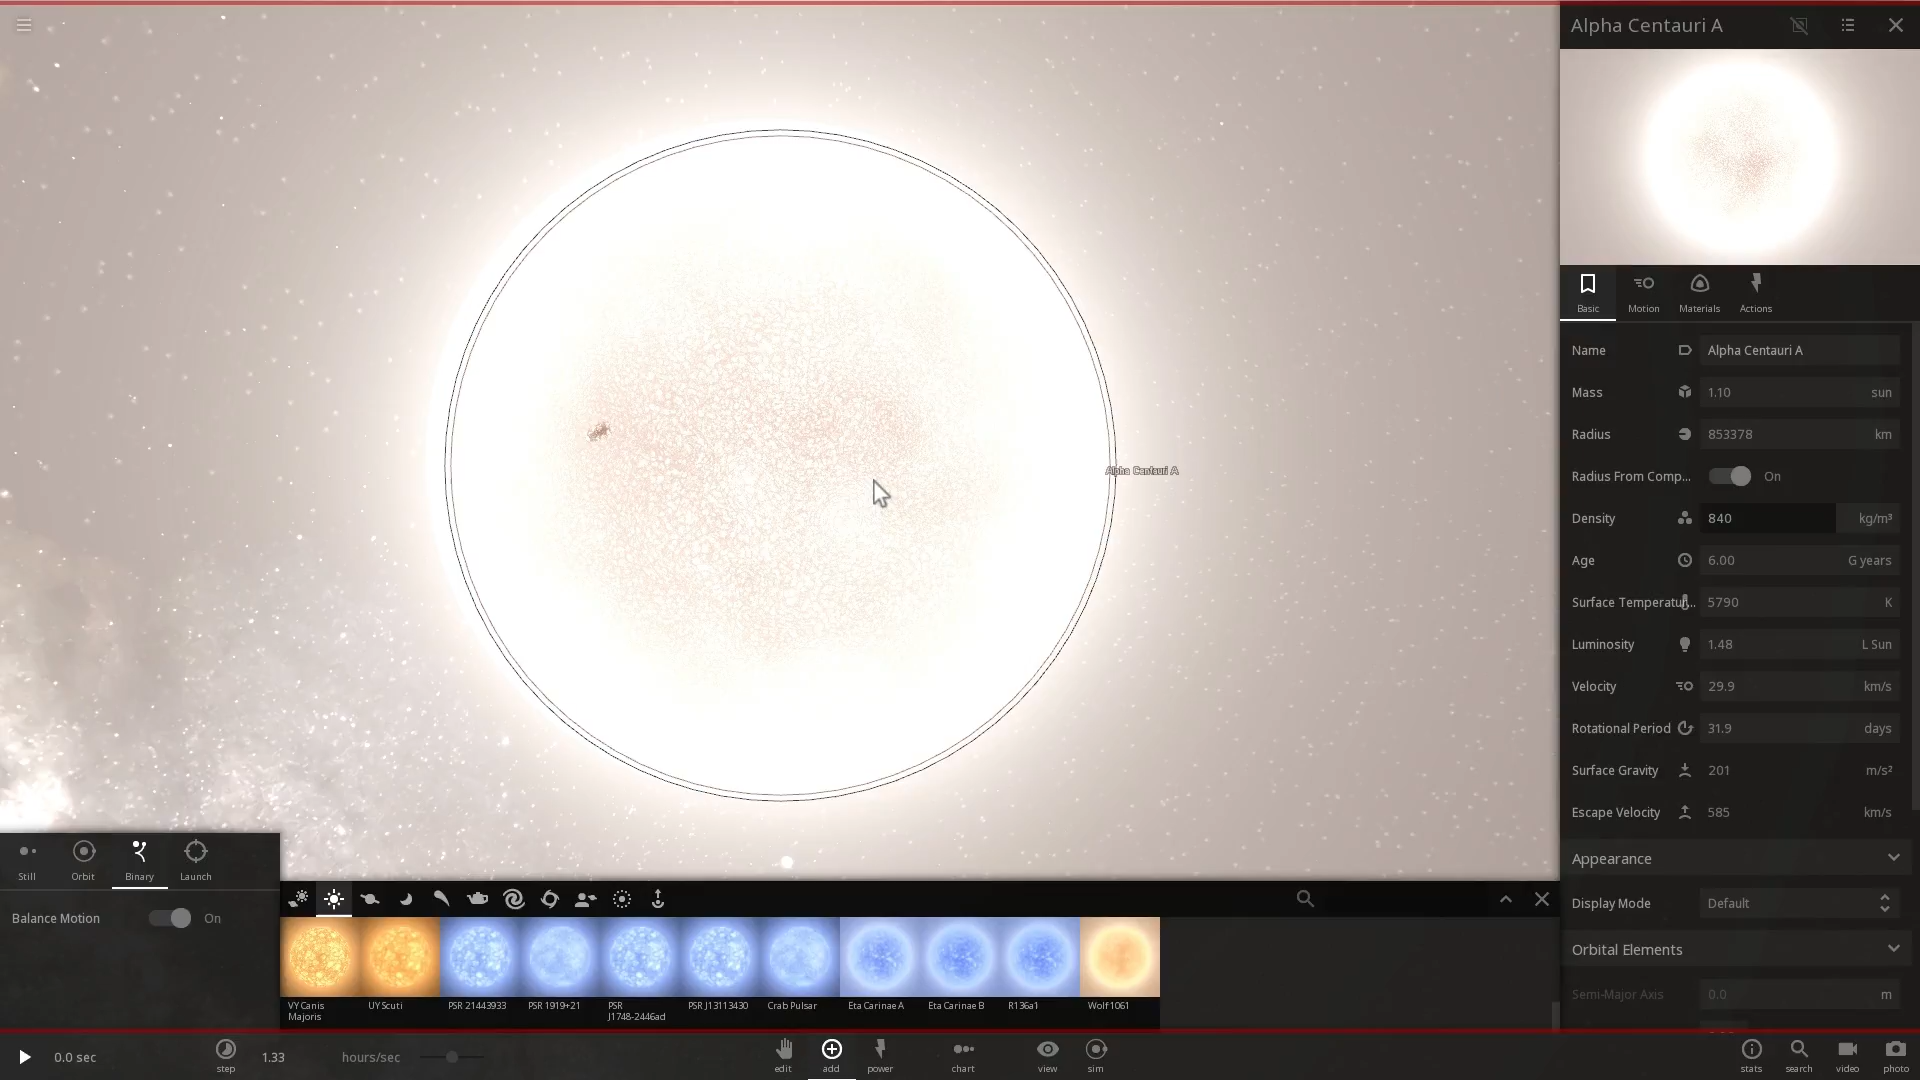 Alpha Centauri A
Basic
Motion
Materials
Actions
Name
Alpha Centauri A
Mass
1.10
sun
Radius
853378
km
Radius From Comp...
On
Density
840
kg/m³
Age
6.00
G years
Surface Temperatur...
5790
K
Luminosity
1.48
L Sun
Velocity
29.9
km/s
Rotational Period
31.9
days
Surface Gravity
201
m/s²
Escape Velocity
585
km/s
Appearance
Display Mode
Default
Orbital Elements
Semi-Major Axis
0.0
m
Alpha Centauri A
Still
Orbit
Binary
Launch
Balance Motion
On
VY Canis
Majoris
UY Scuti
PSR 21443933
PSR 1919+21
PSR
J1748-2446ad
PSR J13113430
Crab Pulsar
Eta Carinae A
Eta Carinae B
R136a1
Wolf 1061
0.0 sec
step
1.33
hours/sec
edit
add
power
chart
view
sim
stats
search
video
photo